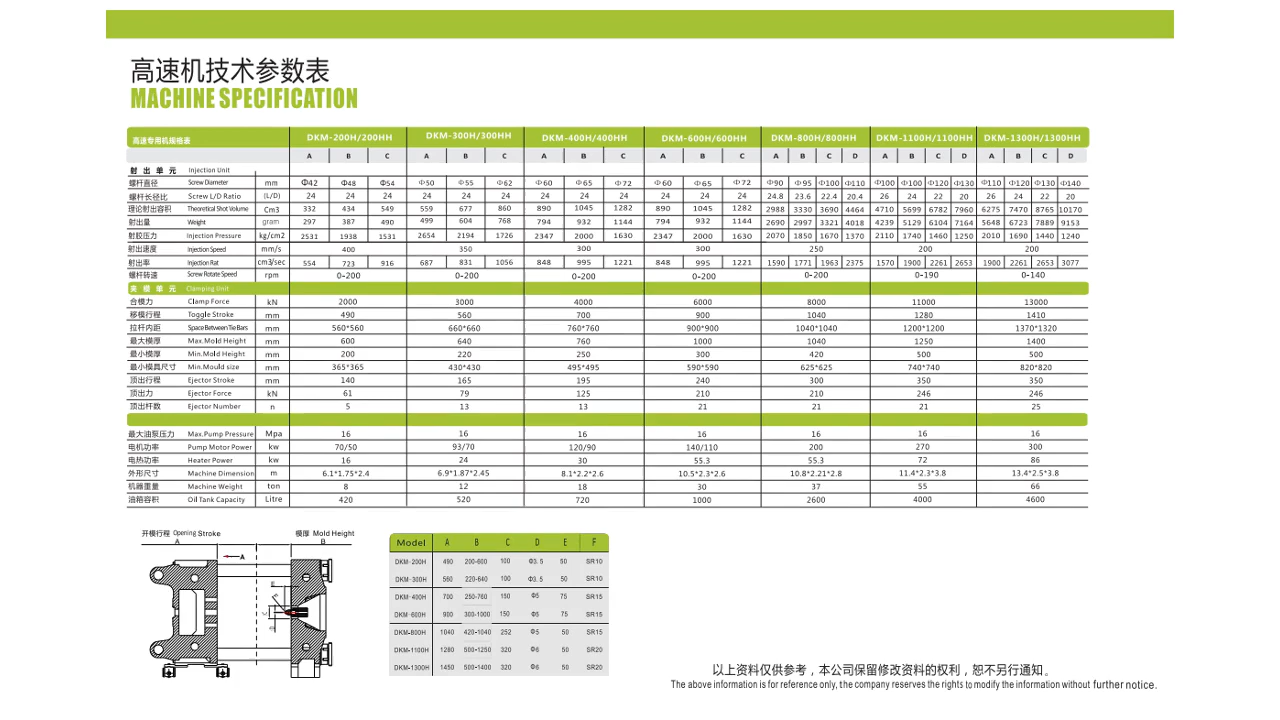 高速机技术参数表
MACHINE SPECIFICATION
高速专用机规格表 DKM-200H/200HH DKM-300H/300HH DKM-400H/400HH DKM-600H/600HH DKM-800H/800HH DKM-1100H/1100HH DKM-1300H/1300HH
A B C A B C A B C A B C A B C D A B C D A B C D
射出单元 Injection Unit
螺杆直径 Screw Diameter mm Φ42 Φ48 Φ54 Φ50 Φ55 Φ62 Φ60 Φ65 Φ72 Φ60 Φ65 Φ72 Φ90 Φ95 Φ100 Φ110 Φ100 Φ100 Φ120 Φ130 Φ110 Φ120 Φ130 Φ140
螺杆长径比 Screw L/D Ratio (L/D) 24 24 24 24 24 24 24 24 24 24 24 24 24.8 23.6 22.4 20.4 26 24 22 20 26 24 22 20
理论射出容积 Theoretical Shot Volume Cm3 332 434 549 559 677 860 890 1045 1282 890 1045 1282 2988 3330 3690 4464 4710 5699 6782 7960 6275 7470 8765 10170
射出量 Weight gram 297 387 490 499 604 768 794 932 1144 794 932 1144 2690 2997 3321 4018 4239 5129 6104 7164 5648 6723 7889 9153
射胶压力 Injection Pressure kg/cm2 2531 1938 1531 2654 2194 1726 2347 2000 1630 2347 2000 1630 2070 1850 1670 1370 2110 1740 1460 1250 2010 1690 1440 1240
射出速度 Injection Speed mm/s 400 350 300 300 250 200 200
射出率 Injection Rat cm3/sec 554 723 916 687 831 1056 848 995 1221 848 995 1221 1590 1771 1963 2375 1570 1900 2261 2653 1900 2261 2653 3077
螺杆转速 Screw Rotate Speed rpm 0-200 0-200 0-200 0-200 0-200 0-190 0-140
夹模单元 Clamping Unit
合模力 Clamp Force kN 2000 3000 4000 6000 8000 11000 13000
移模行程 Toggle Stroke mm 490 560 700 900 1040 1280 1410
拉杆内距 Space Between Tie Bars mm 560*560 660*660 760*760 900*900 1040*1040 1200*1200 1370*1320
最大模厚 Max.Mold Height mm 600 640 760 1000 1040 1250 1400
最小模厚 Min.Mold Height mm 200 220 250 300 420 500 500
最小模具尺寸 Min.Mould size mm 365*365 430*430 495*495 590*590 625*625 740*740 820*820
顶出行程 Ejector Stroke mm 140 165 195 240 300 350 350
顶出力 Ejector Force kN 61 79 125 210 210 246 246
顶出杆数 Ejector Number n 5 13 13 21 21 21 25
最大油泵压力 Max.Pump Pressure Mpa 16 16 16 16 16 16 16
电机功率 Pump Motor Power kw 70/50 93/70 120/90 140/110 200 270 300
电热功率 Heater Power kw 16 24 30 55.3 55.3 72 86
外形尺寸 Machine Dimension m 6.1*1.75*2.4 6.9*1.87*2.45 8.1*2.2*2.6 10.5*2.3*2.6 10.8*2.21*2.8 11.4*2.3*3.8 13.4*2.5*3.8
机器重量 Machine Weight ton 8 12 18 30 37 55 66
油箱容积 Oil Tank Capacity Litre 420 520 720 1000 2600 4000 4600
开模行程 Opening Stroke 模厚 Mold Height
A B
A
Model A B C D E F
DKM-200H 490 200-600 100 Φ3.5 50 SR10
DKM-300H 560 220-640 100 Φ3.5 50 SR10
DKM-400H 700 250-760 150 Φ5 75 SR15
DKM-600H 900 300-1000 150 Φ5 75 SR15
DKM-800H 1040 420-1040 252 Φ5 50 SR15
DKM-1100H 1280 500-1250 320 Φ6 50 SR20
DKM-1300H 1450 500-1400 320 Φ6 50 SR20
以上资料仅供参考，本公司保留修改资料的权利，恕不另行通知。
The above information is for reference only, the company reserves the rights to modify the information without further notice.